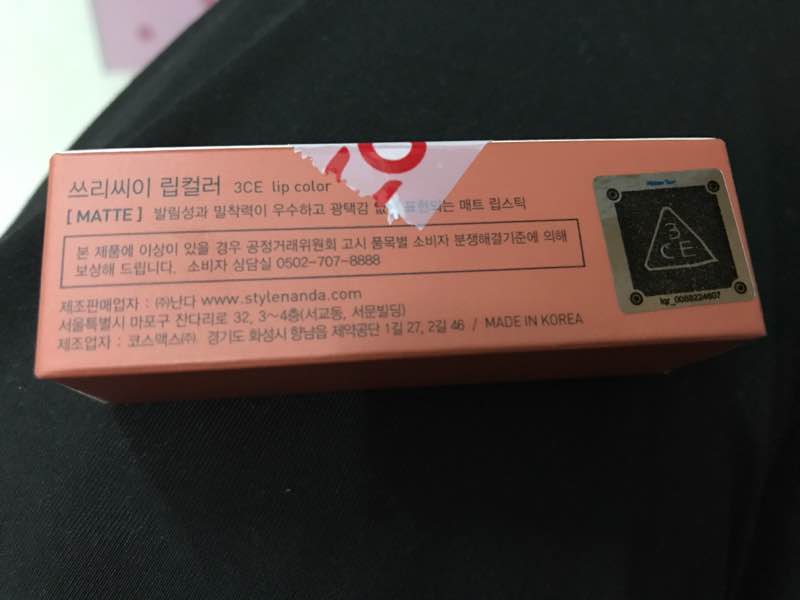 쓰리씨이 립컬러 3CE lip color
[ MATTE ] 발림성과 밀착력이 우수하고 광택감 표현되는 매트 립스틱
본 제품에 이상이 있을 경우 공정거래위원회 고시 품목별 소비자 분쟁해결기준에 의해
보상해 드립니다. 소비자 상담실 0502-707-8888
제조판매업자 : ㈜난다 www.stylenanda.com
서울특별시 마포구 잔다리로 32, 3~4층(서교동, 서문빌딩)
제조업자 : 코스맥스㈜ 경기도 화성시 향남읍 제약공단 1길 27, 2길 46 / MADE IN KOREA
Hidden Tag
3
CE